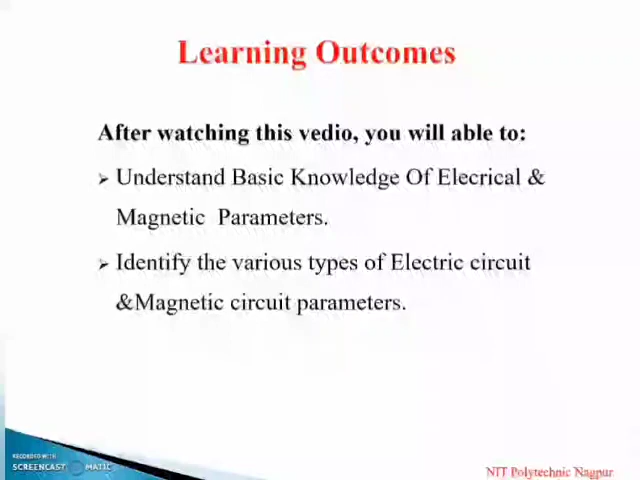 Learning Outcomes
After watching this vedio, you will able to:
➢ Understand Basic Knowledge Of Elecrical &
Magnetic Parameters.
➢ Identify the various types of Electric circuit
&Magnetic circuit parameters.
RECORDED WITH
SCREENCAST MATIC
NIT Polytechnic Nagpur